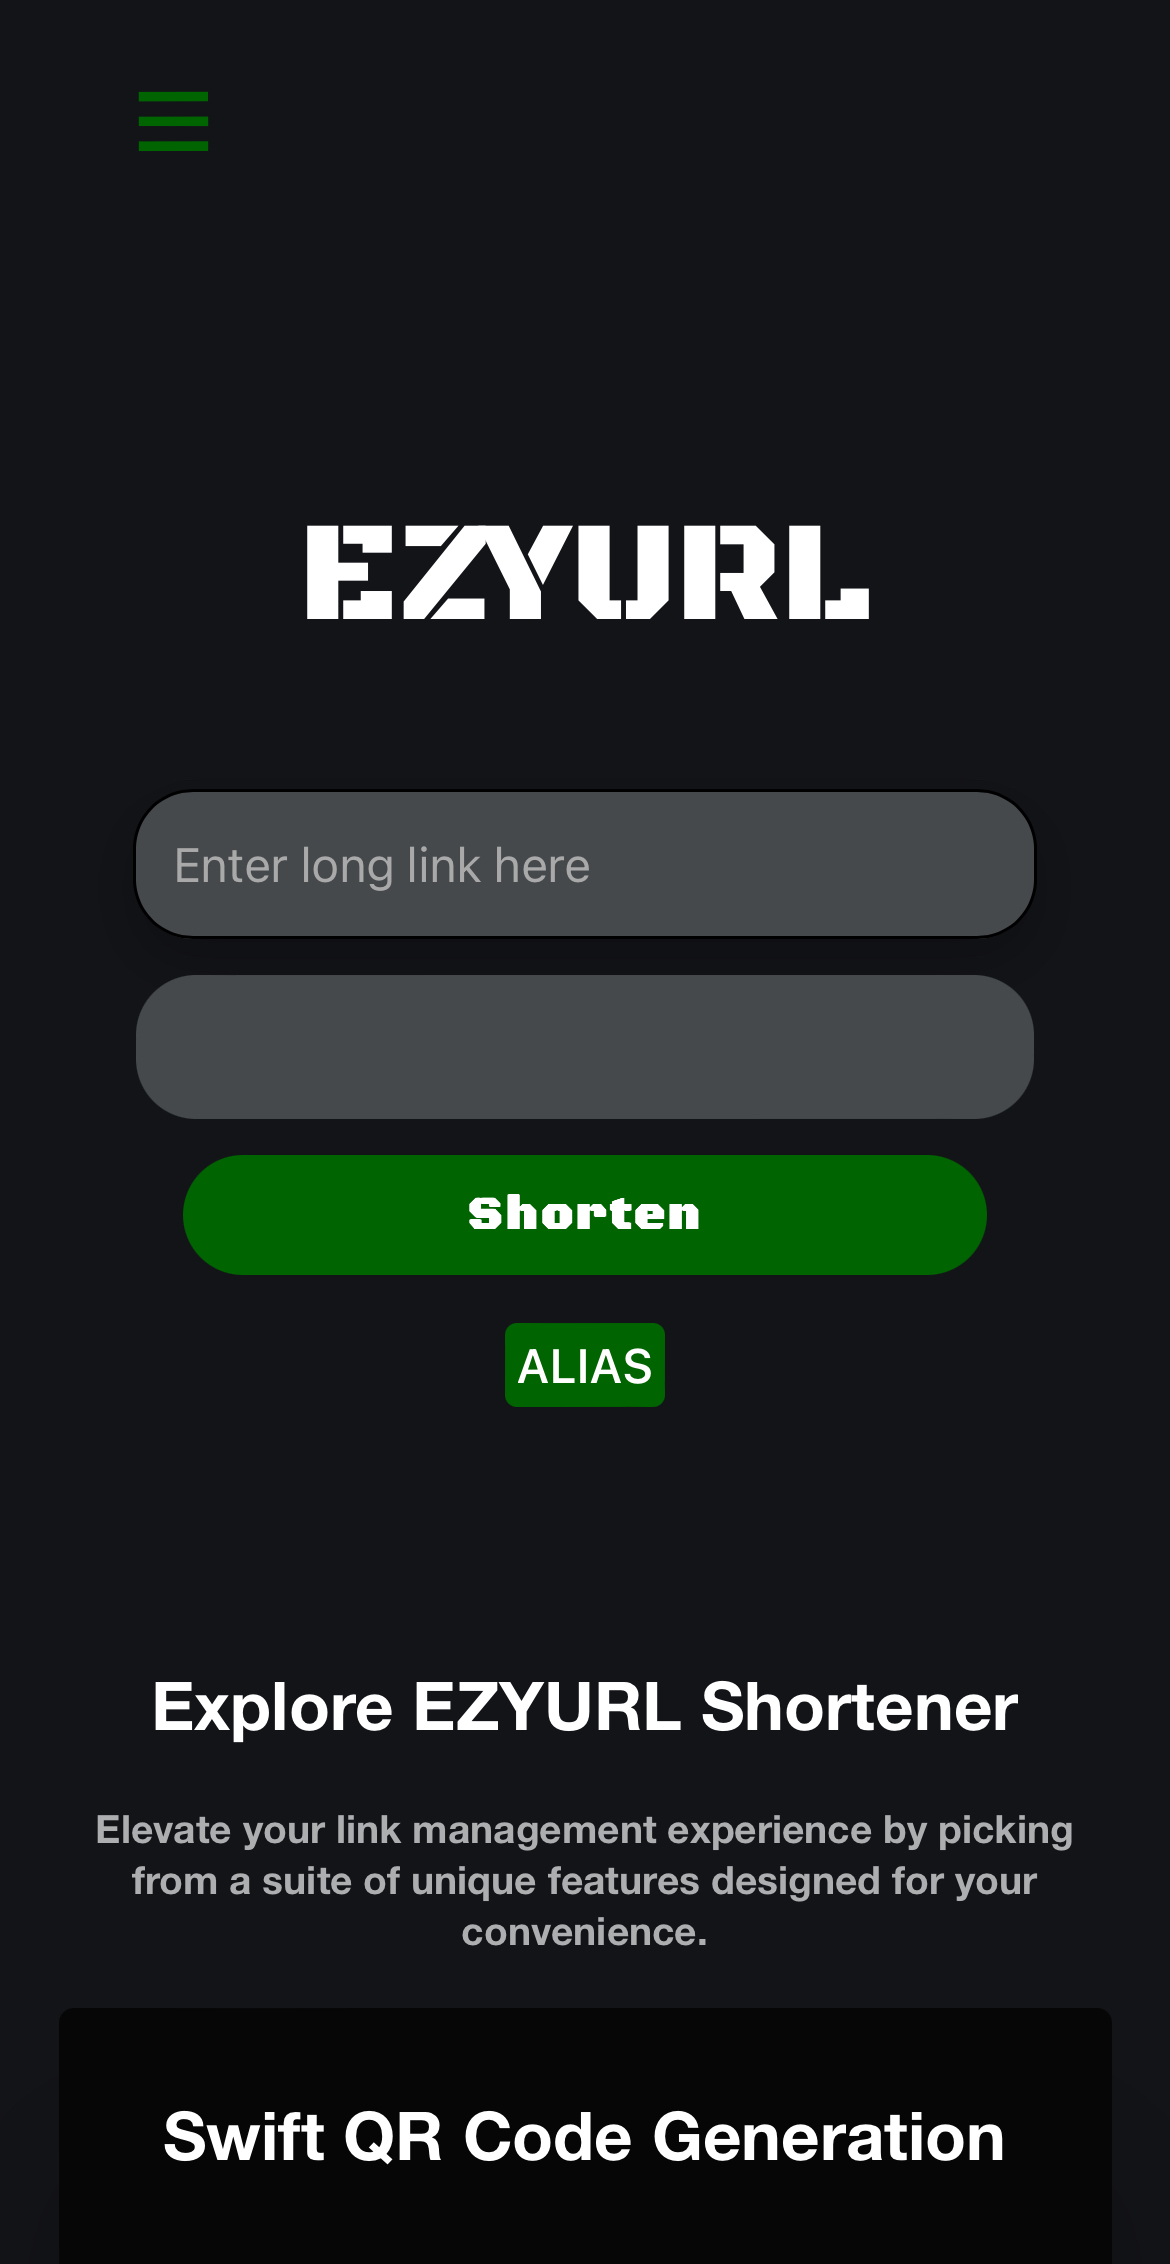 EZYURL
Enter long link here
Shorten
ALIAS
Explore EZYURL Shortener
Elevate your link management experience by picking
from a suite of unique features designed for your
convenience.
Swift QR Code Generation